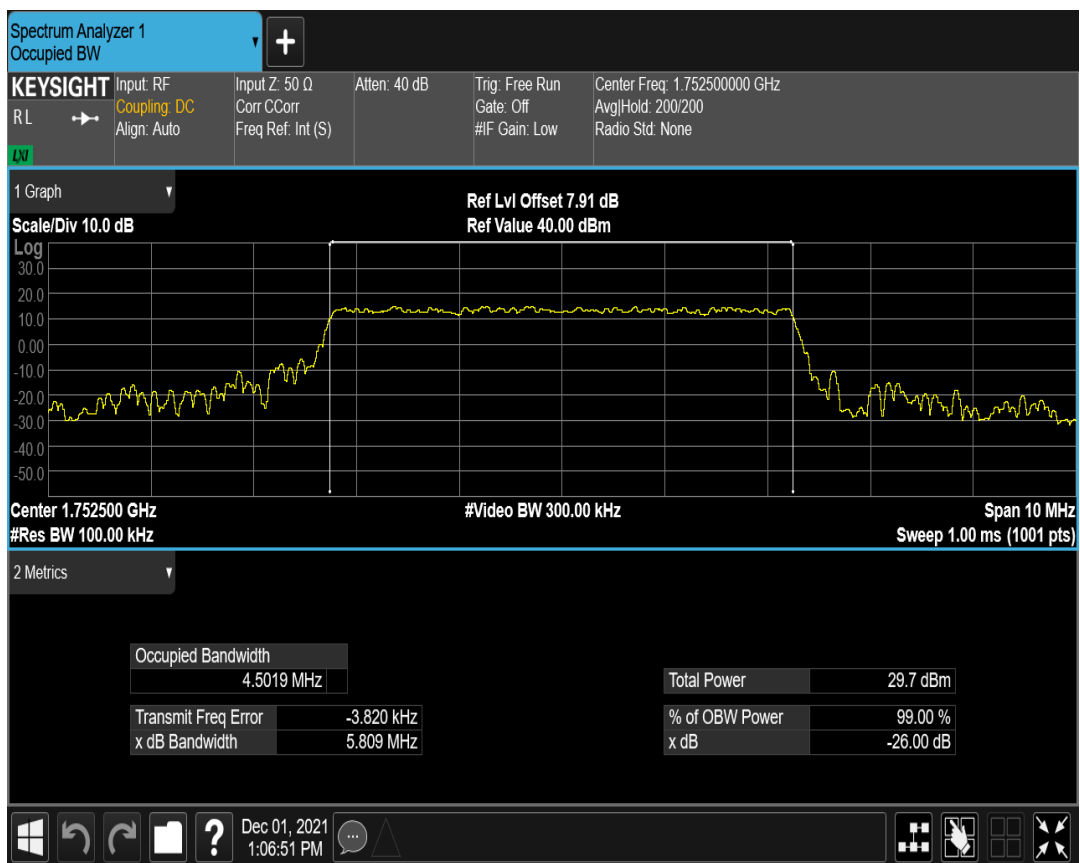 Spectrum Analyzer 1
Occupied BW
+
KEYSIGHT
RL
LXI
Input: RF
Coupling: DC
Align: Auto
Input Z: 50 Ω
Corr CCorr
Freq Ref: Int (S)
Atten: 40 dB
Trig: Free Run
Gate: Off
#IF Gain: Low
Center Freq: 1.752500000 GHz
Avg|Hold: 200/200
Radio Std: None
1 Graph
Ref Lvl Offset 7.91 dB
Scale/Div 10.0 dB
Ref Value 40.00 dBm
Log
30.0
20.0
10.0
0.00
-10.0
-20.0
-30.0
-40.0
-50.0
Center 1.752500 GHz
#Video BW 300.00 kHz
Span 10 MHz
#Res BW 100.00 kHz
Sweep 1.00 ms (1001 pts)
2 Metrics
Occupied Bandwidth
4.5019 MHz
Total Power 29.7 dBm
Transmit Freq Error -3.820 kHz
% of OBW Power 99.00 %
x dB Bandwidth 5.809 MHz
x dB -26.00 dB
?
Dec 01, 2021
1:06:51 PM
...